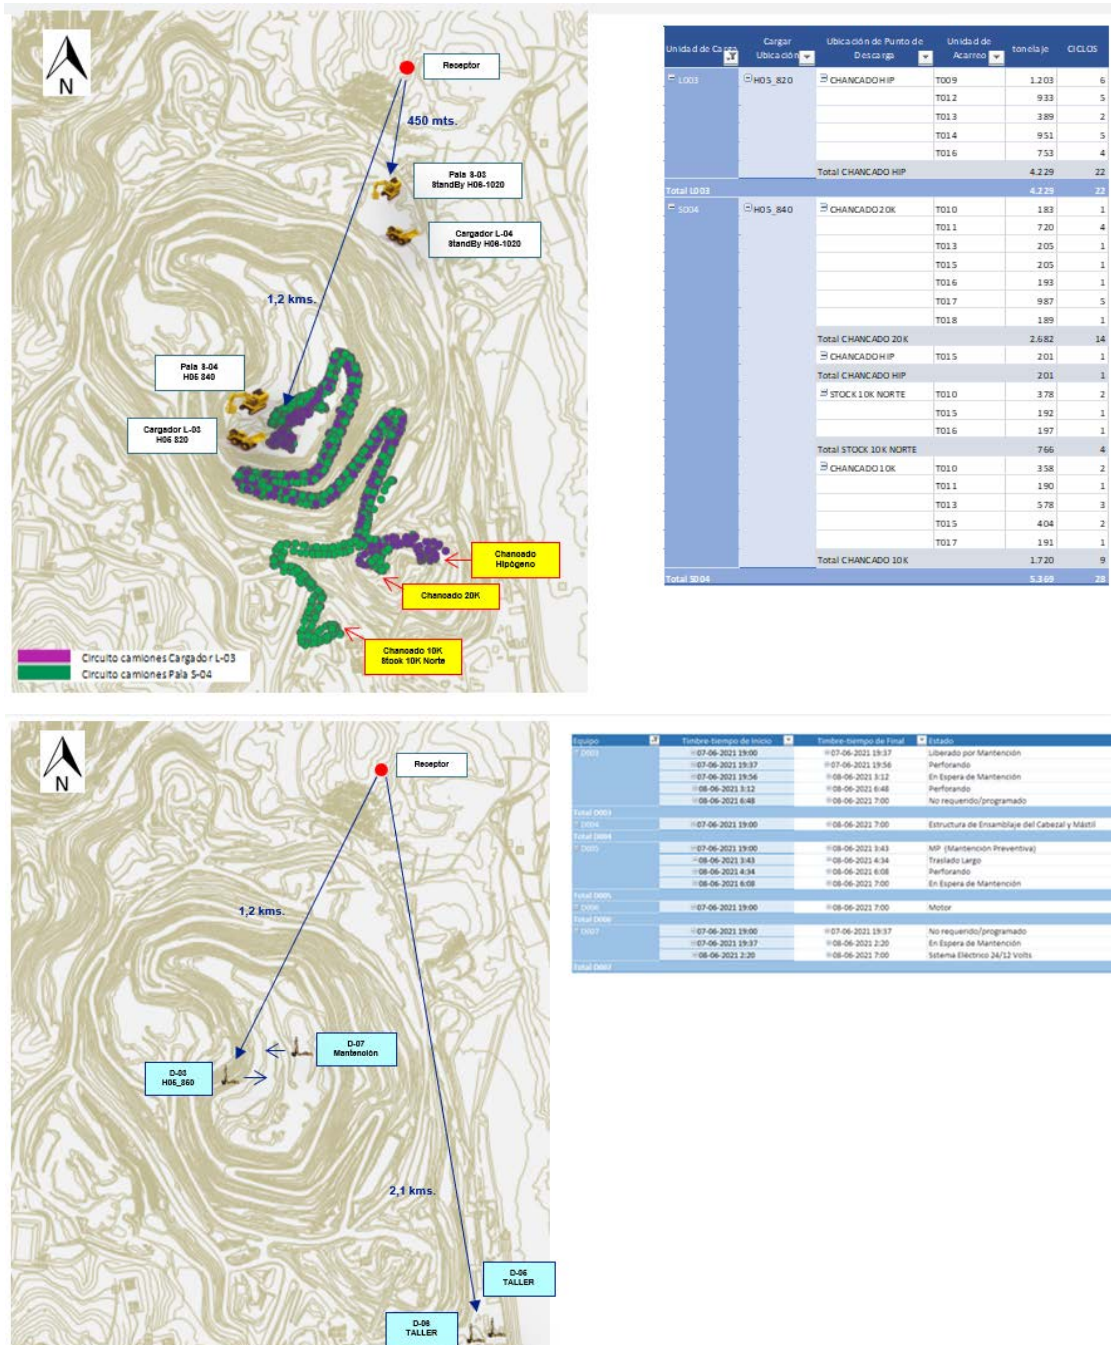 N
Receptor
450 mts.
Pala S-03
StandBy H06-1020
Cargador L-04
StandBy H06-1020
1,2 kms.
Pala S-04
H05 840
Cargador L-03
H05 820
Chancado
Hipógeno
Chancado 20K
Chancado 10K
Stock 10K Norte
Circuito camiones Cargador L-03
Circuito camiones Pala S-04
Unidad de Carga Cargar Ubicación Ubicación de Punto de Descarga Unidad de Acarreo tonelaje CICLOS
L003 H05_820 CHANCADO HIP T009 1.203 6
T012 933 5
T013 389 2
T014 951 5
T016 753 4
Total CHANCADO HIP 4.229 22
Total L003 4.229 22
S004 H05_840 CHANCADO 20K T010 183 1
T011 720 4
T013 205 1
T015 205 1
T016 193 1
T017 987 5
T018 189 1
Total CHANCADO 20K 2.682 14
CHANCADO HIP T015 201 1
Total CHANCADO HIP 201 1
STOCK 10K NORTE T010 378 2
T015 192 1
T016 197 1
Total STOCK 10K NORTE 766 4
CHANCADO 10K T010 358 2
T011 190 1
T013 578 3
T015 404 2
T017 191 1
Total CHANCADO 10K 1.720 9
Total S004 5.369 28
N
Receptor
1,2 kms.
D-07
Mantención
D-03
H05_860
2,1 kms.
D-05
TALLER
D-06
TALLER
Equipo Timbre-tiempo de Inicio Timbre-tiempo de Final Estado
D003 07-06-2021 19:00 07-06-2021 19:37 Liberado por Mantención
07-06-2021 19:37 07-06-2021 19:56 Perforando
07-06-2021 19:56 08-06-2021 3:12 En Espera de Mantención
08-06-2021 3:12 08-06-2021 6:48 Perforando
08-06-2021 6:48 08-06-2021 7:00 No requerido/programado
Total D003
D004 07-06-2021 19:00 08-06-2021 7:00 Estructura de Ensamblaje del Cabezal y Mástil
Total D004
D005 07-06-2021 19:00 08-06-2021 3:43 MP (Mantención Preventiva)
08-06-2021 3:43 08-06-2021 4:34 Traslado Largo
08-06-2021 4:34 08-06-2021 6:08 Perforando
08-06-2021 6:08 08-06-2021 7:00 En Espera de Mantención
Total D005
D006 07-06-2021 19:00 08-06-2021 7:00 Motor
Total D006
D007 07-06-2021 19:00 07-06-2021 19:37 No requerido/programado
07-06-2021 19:37 08-06-2021 2:20 En Espera de Mantención
08-06-2021 2:20 08-06-2021 7:00 Sstema Eléctrico 24/12 Volts
Total D007